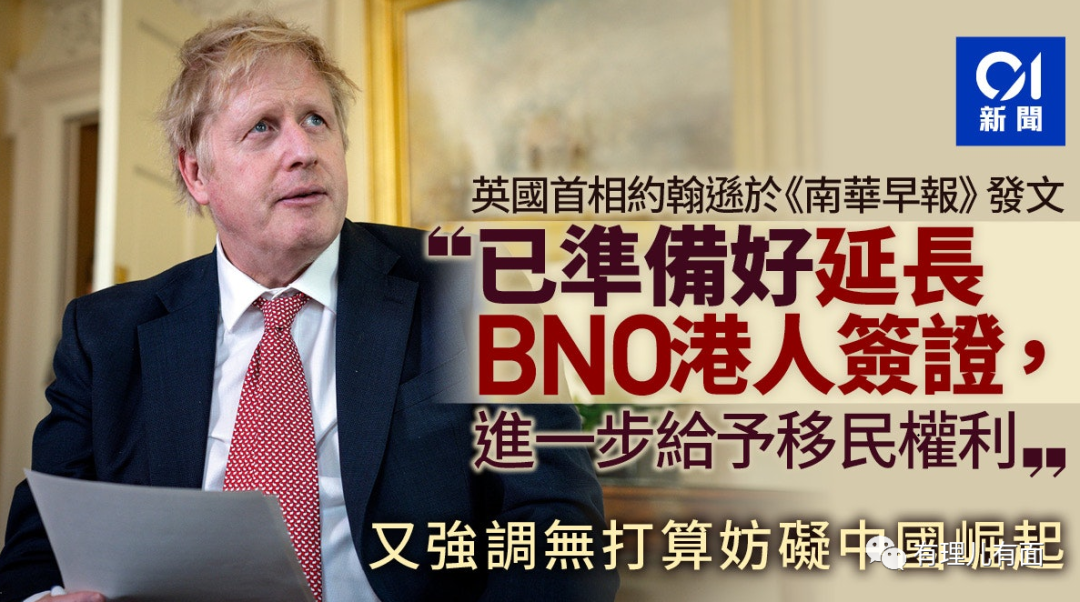 01
新聞
英國首相約翰遜於《南華早報》發文
“已準備好延長
BNO港人簽證，
進一步給予移民權利”
又強調無打算妨礙中國崛起
有理儿有面